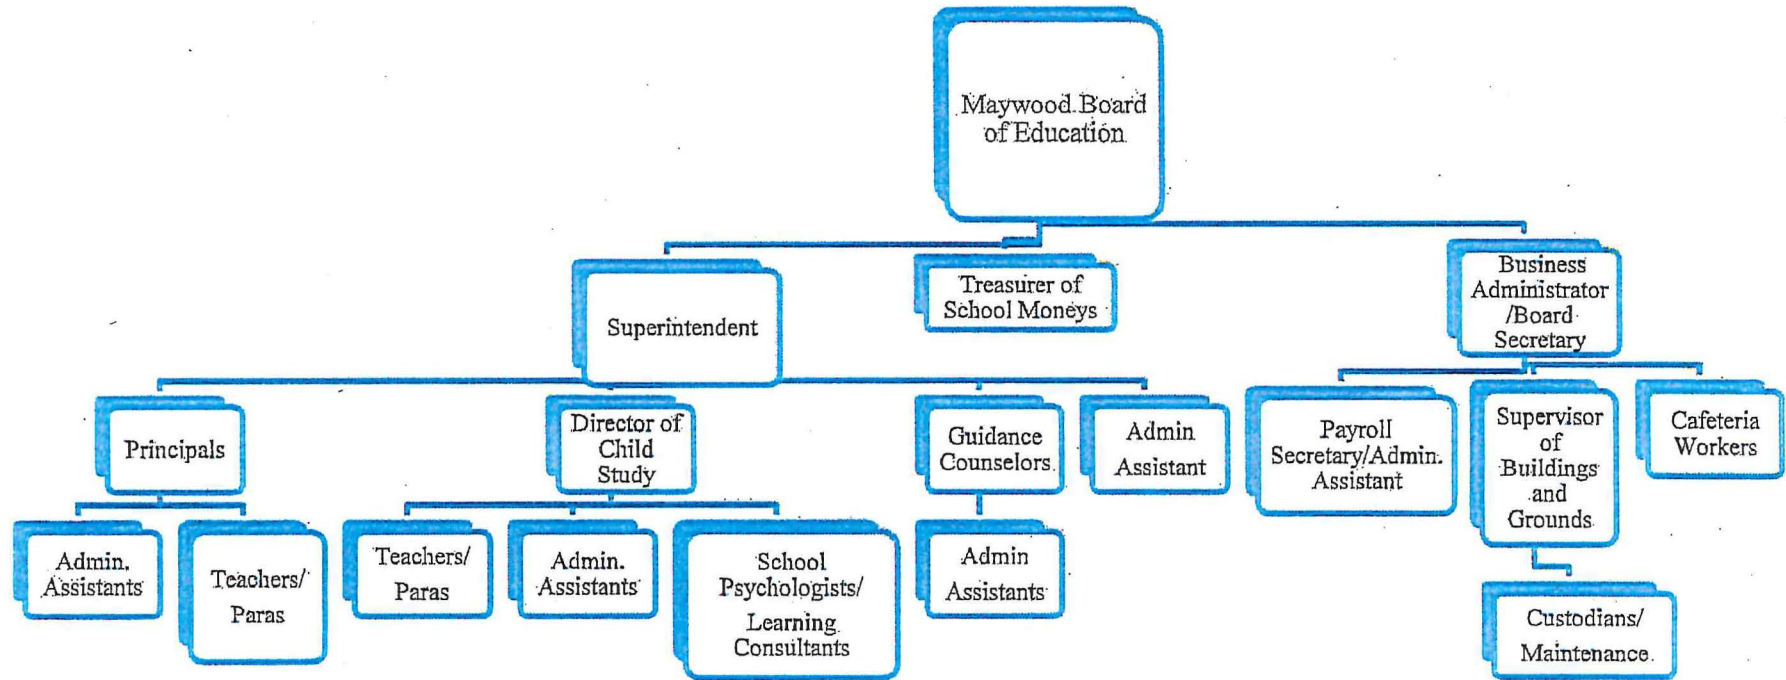 Maywood Board
of Education
Superintendent
Treasurer of
School Moneys
Business
Administrator
/Board
Secretary
Principals
Director of
Child
Study
Guidance
Counselors
Admin
Assistant
Payroll
Secretary/Admin.
Assistant
Supervisor
of
Buildings
and
Grounds
Cafeteria
Workers
Admin.
Assistants
Teachers/
Paras
Teachers/
Paras
Admin.
Assistants
School
Psychologists/
Learning
Consultants
Admin
Assistants
Custodians/
Maintenance